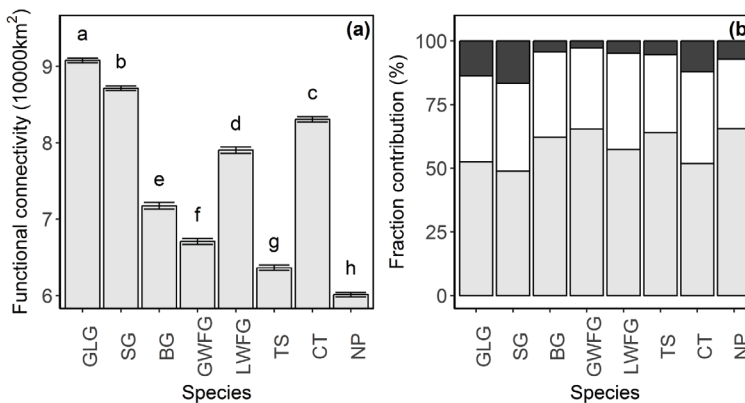 (a)
Functional connectivity (10000km²)
9
8
7
6
a
b
e
f
d
g
c
h
GLG
SG
BG
GWFG
LWFG
TS
CT
NP
Species
(b
Fraction contribution (%)
100
75
50
25
0
GLG
SG
BG
GWFG
LWFG
TS
CT
NP
Species